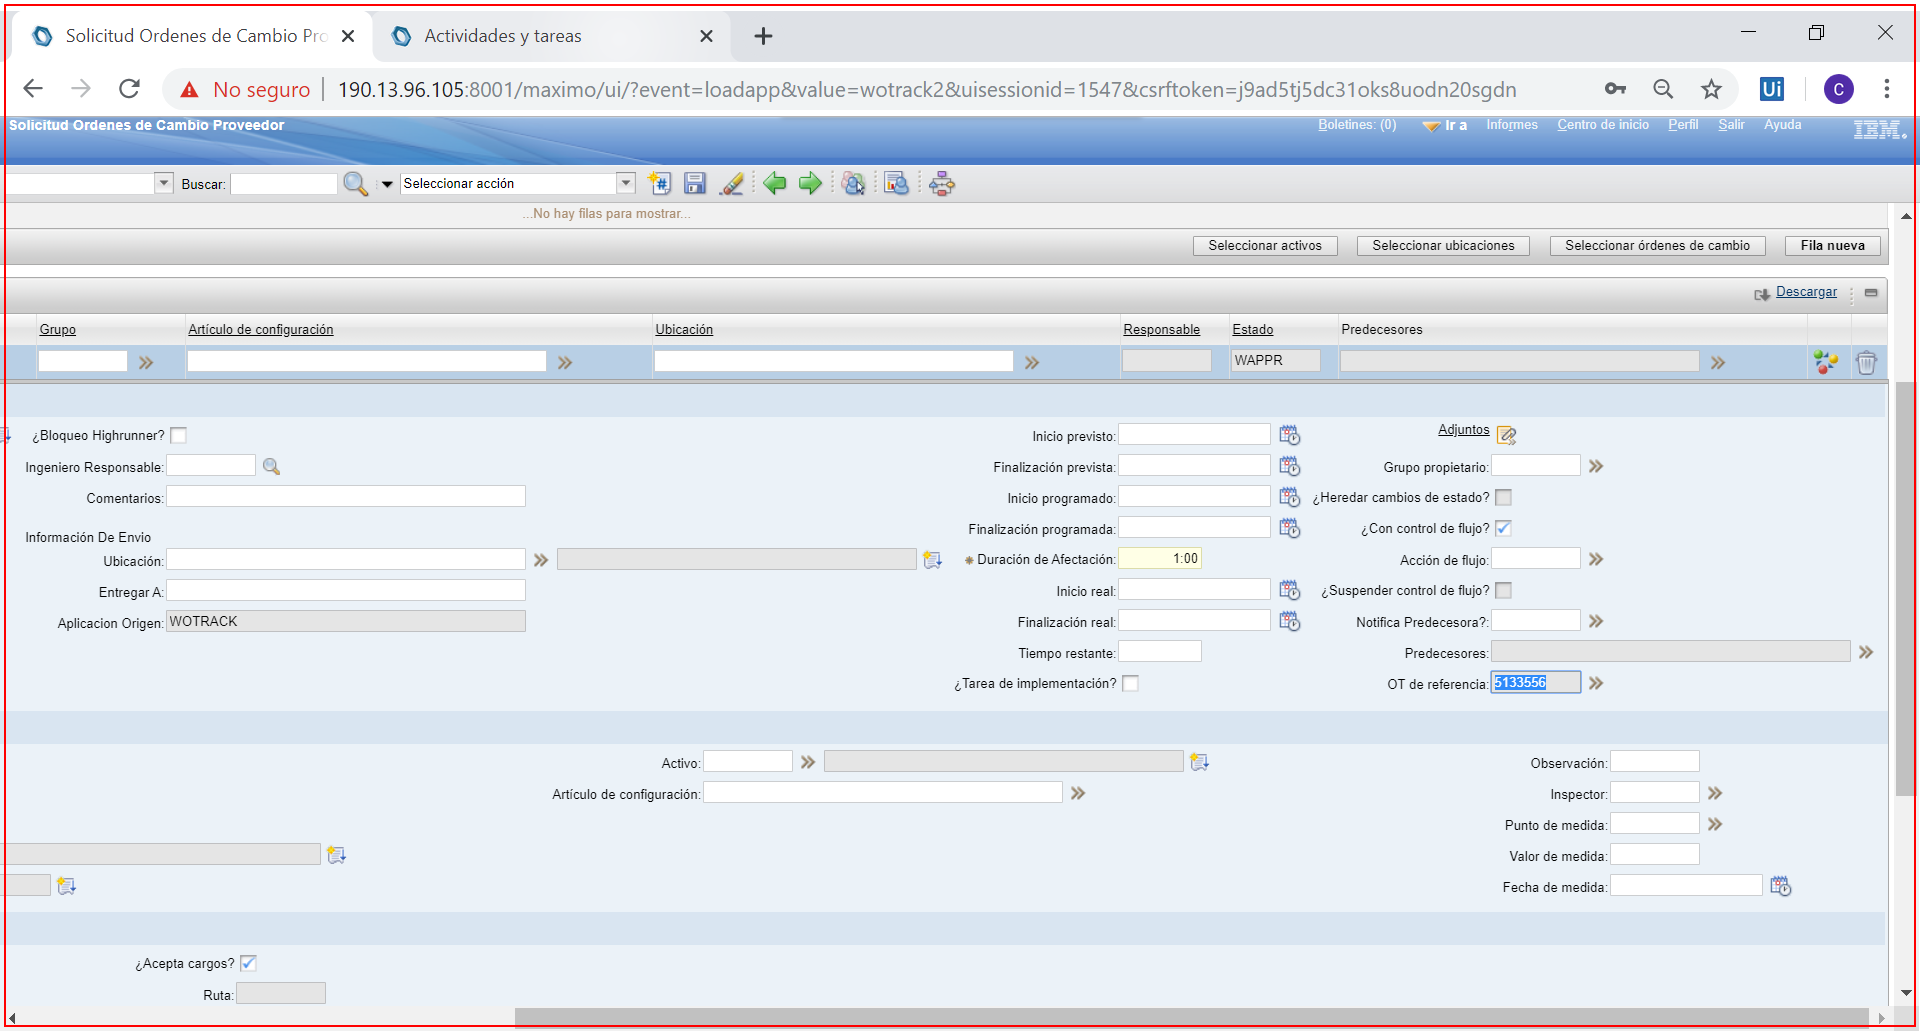 Solicitud Ordenes de Cambio Pro
Actividades y tareas
No seguro
190.13.96.105:8001/maximo/ui/?event=loadapp&value=wotrack2&uisessionid=1547&csrftoken=j9ad5tj5dc31oks8uodn20sgdn
Ui
C
Solicitud Ordenes de Cambio Proveedor
Boletines: (0)
Ir a
Informes
Centro de inicio
Perfil
Salir
Ayuda
IBM.
Buscar:
Seleccionar acción
...No hay filas para mostrar...
Seleccionar activos
Seleccionar ubicaciones
Seleccionar órdenes de cambio
Fila nueva
Descargar
Grupo
Artículo de configuración
Ubicación
Responsable
Estado
Predecesores
WAPPR
¿Bloqueo Highrunner?
Inicio previsto:
Adjuntos
Ingeniero Responsable:
Finalización prevista:
Grupo propietario:
Comentarios:
Inicio programado:
¿Heredar cambios de estado?
Finalización programada:
¿Con control de flujo?
Información De Envio
Ubicación:
Duración de Afectación: 1:00
Acción de flujo:
Entregar A:
Inicio real:
¿Suspender control de flujo?
Aplicacion Origen: WOTRACK
Finalización real:
Notifica Predecesora?:
Tiempo restante:
Predecesores:
¿Tarea de implementación?
OT de referencia: 5133556
Activo:
Observación:
Artículo de configuración:
Inspector:
Punto de medida:
Valor de medida:
Fecha de medida:
¿Acepta cargos?
Ruta: